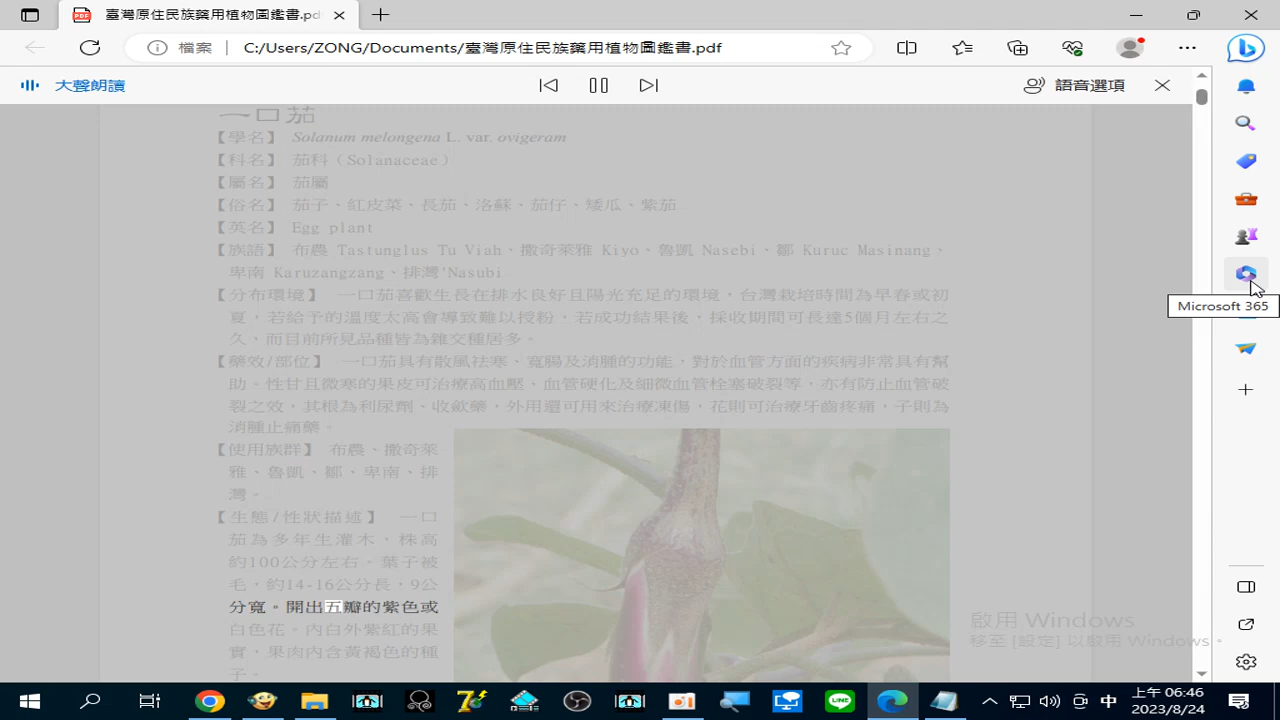 臺灣原住民族藥用植物圖鑑書.pd
檔案 C:/Users/ZONG/Documents/臺灣原住民族藥用植物圖鑑書.pdf
大聲朗讀 語音選項
一口茄
【學名】 Solanum melongena L. var. ovigeram
【科名】 茄科（Solanaceae）
【屬名】 茄屬
【俗名】 茄子、紅皮菜、長茄、洛蘇、茄仔、矮瓜、紫茄
【英名】 Egg plant
【族語】 布農 Tastunglus Tu Viah、撒奇萊雅 Kiyo、魯凱 Nasebi、鄒 Kuruc Masinang、
卑南 Karuzangzang、排灣'Nasubi
【分布環境】 一口茄喜歡生長在排水良好且陽光充足的環境，台灣栽培時間為早春或初
夏，若給予的溫度太高會導致難以授粉，若成功結果後，採收期間可長達5個月左右之
久，而目前所見品種皆為雜交種居多。
【藥效/部位】 一口茄具有散風祛寒、寬腸及消腫的功能，對於血管方面的疾病非常具有幫
助。性甘且微寒的果皮可治療高血壓、血管硬化及細微血管栓塞破裂等，亦有防止血管破
裂之效，其根為利尿劑、收斂藥，外用還可用來治療凍傷，花則可治療牙齒疼痛，子則為
消腫止痛藥。
【使用族群】 布農、撒奇萊
雅、魯凱、鄒、卑南、排
灣。
【生態/性狀描述】 一口
茄為多年生灌木，株高
約100公分左右。葉子被
毛，約14-16公分長，9公
分寬。開出五瓣的紫色或
白色花。內白外紫紅的果
實，果肉內含黃褐色的種
子。
Microsoft 365
啟用 Windows
移至 [設定] 以啟用 Windows。
中
上午 06:46
2023/8/24